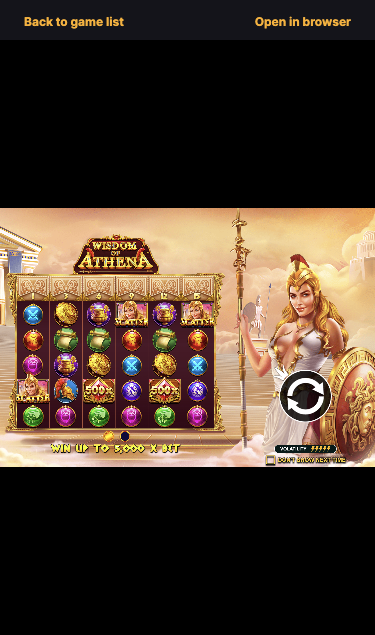 Back to game list
Open in browser
WISDOM
OF
ATHENA
SCATTER
SCATTER
SCATTER
500X
500X
WIN UP TO 5,000 X BET
VOLATILITY
DON'T SHOW NEXT TIME